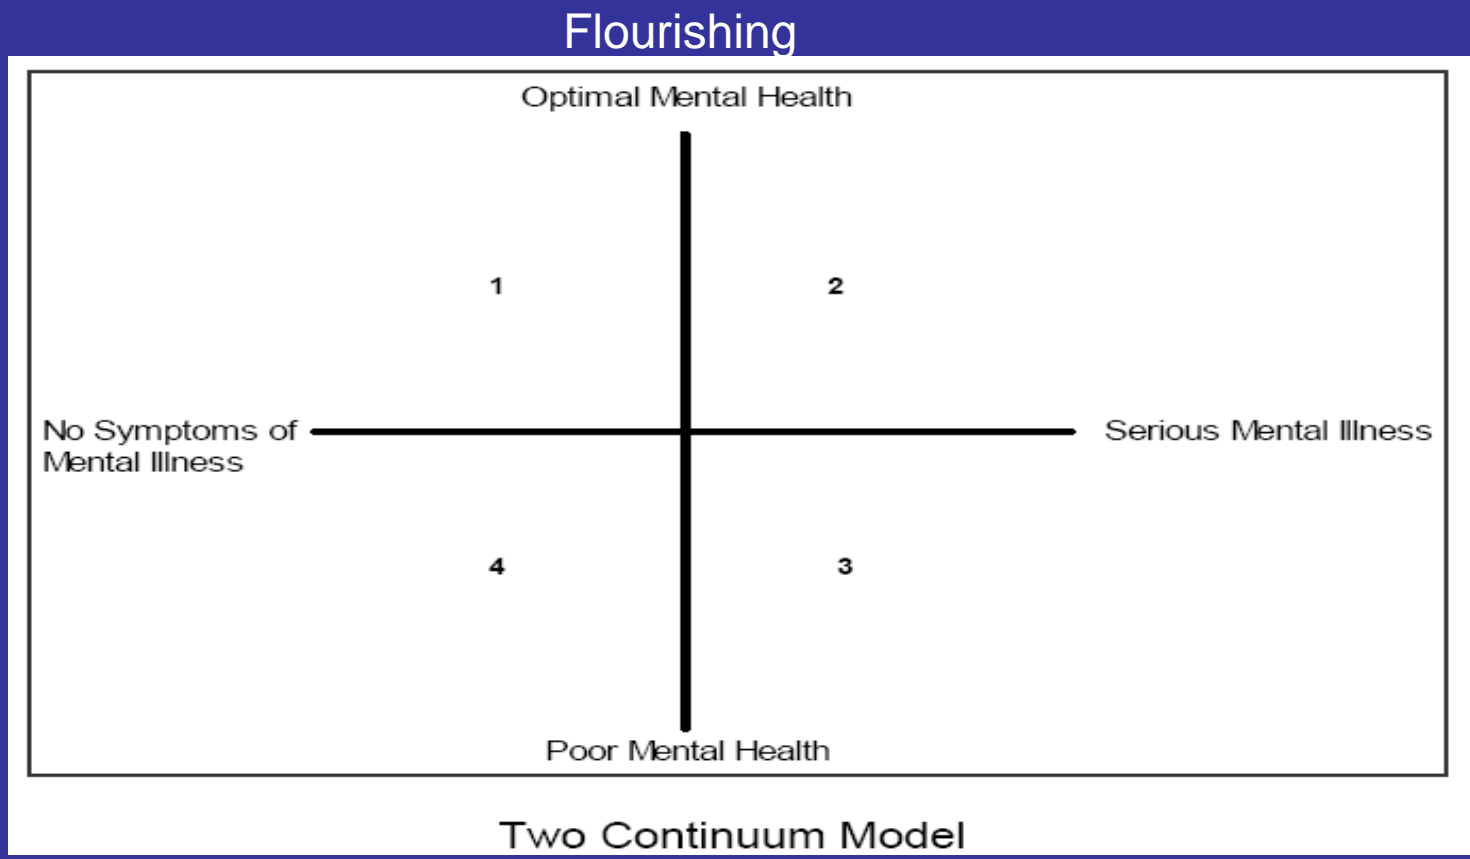 Flourishing
Optimal Mental Health
1
2
No Symptoms of
Mental Illness
Serious Mental Illness
4
3
Poor Mental Health
Two Continuum Model